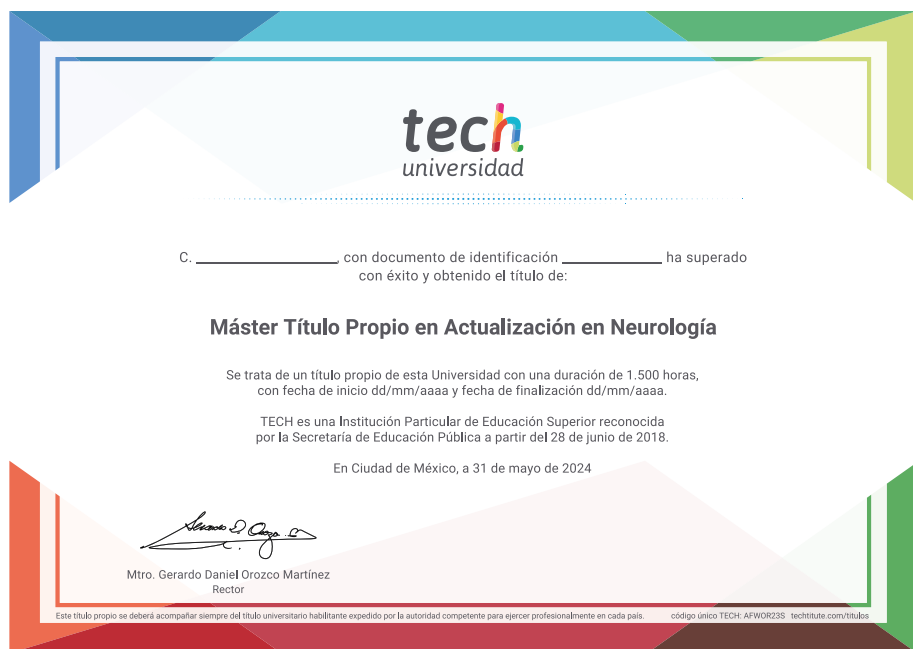 tech
universidad
C. ____________, con documento de identificación ____________ ha superado
con éxito y obtenido el título de:
Máster Título Propio en Actualización en Neurología
Se trata de un título propio de esta Universidad con una duración de 1.500 horas,
con fecha de inicio dd/mm/aaaa y fecha de finalización dd/mm/aaaa.
TECH es una Institución Particular de Educación Superior reconocida
por la Secretaría de Educación Pública a partir del 28 de junio de 2018.
En Ciudad de México, a 31 de mayo de 2024
Mtro. Gerardo Daniel Orozco Martínez
Rector
Este título propio se deberá acompañar siempre del título universitario habilitante expedido por la autoridad competente para ejercer profesionalmente en cada país. código único TECH: AFWOR23S techtitute.com/titulos